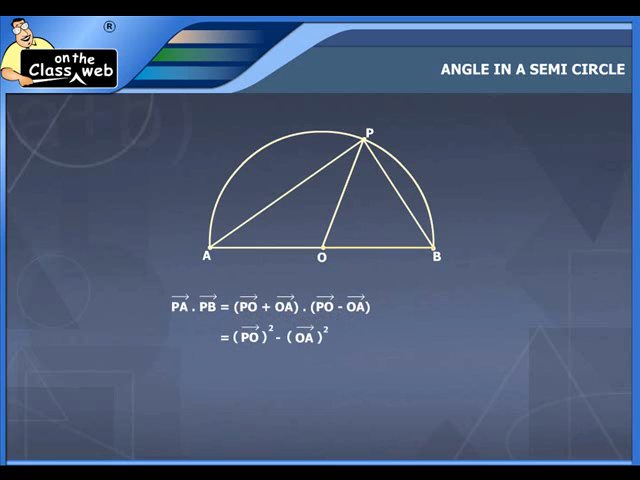 ®
on the
Class web
ANGLE IN A SEMI CIRCLE
P
A
O
B
PA⃗ . PB⃗ = (PO⃗ + OA⃗) . (PO⃗ - OA⃗)
= (PO⃗)² - (OA⃗)²